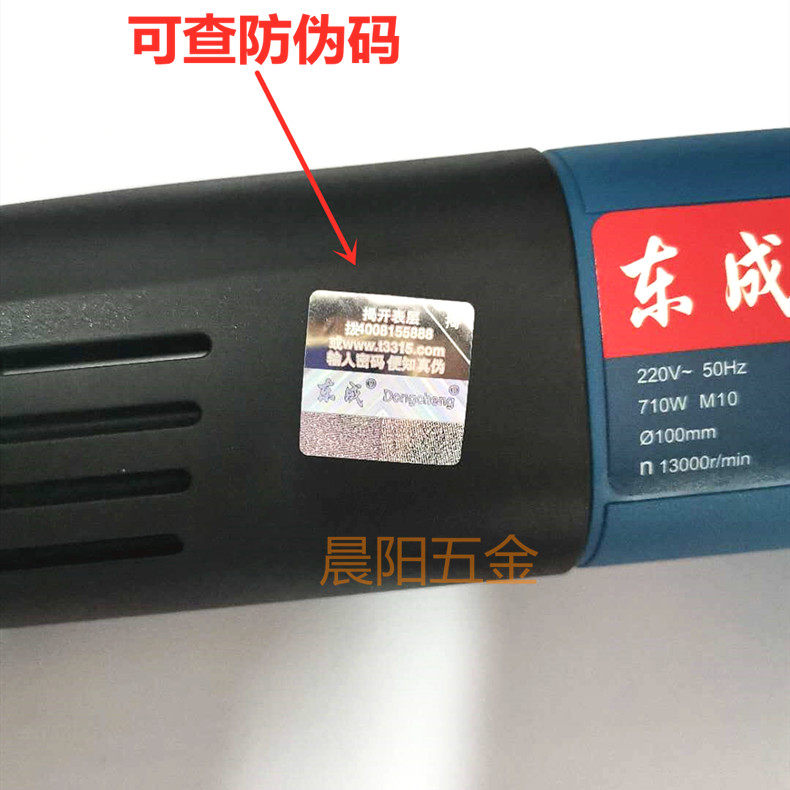 可查防伪码
揭开表层
拨4008155888
或www.t3315.com
输入密码 便知真伪
东成® Dongcheng®
东成
220V~ 50Hz
710W M10
Ø100mm
n 13000r/min
晨阳五金